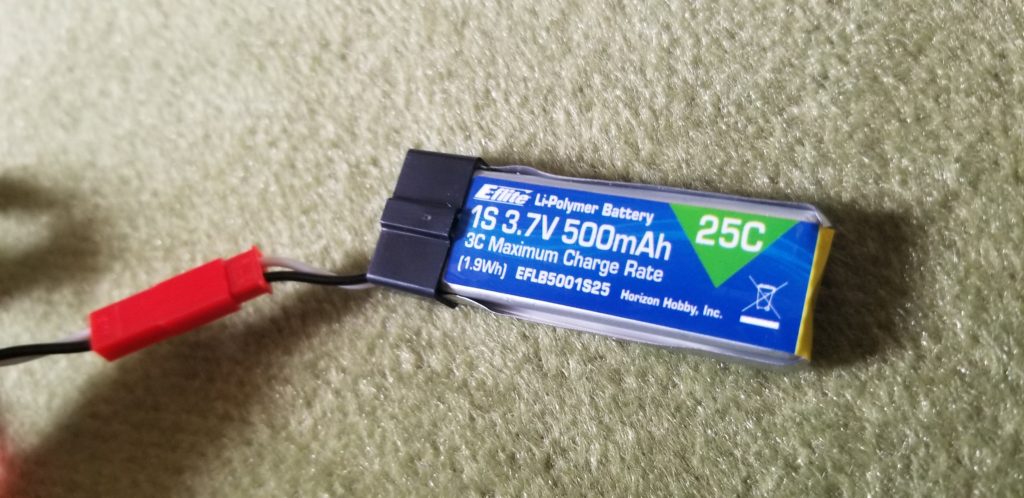 E-flite Li-Polymer Battery
1S 3.7V 500mAh
3C Maximum Charge Rate
(1.9Wh) EFLB5001S25
Horizon Hobby, Inc.
25C